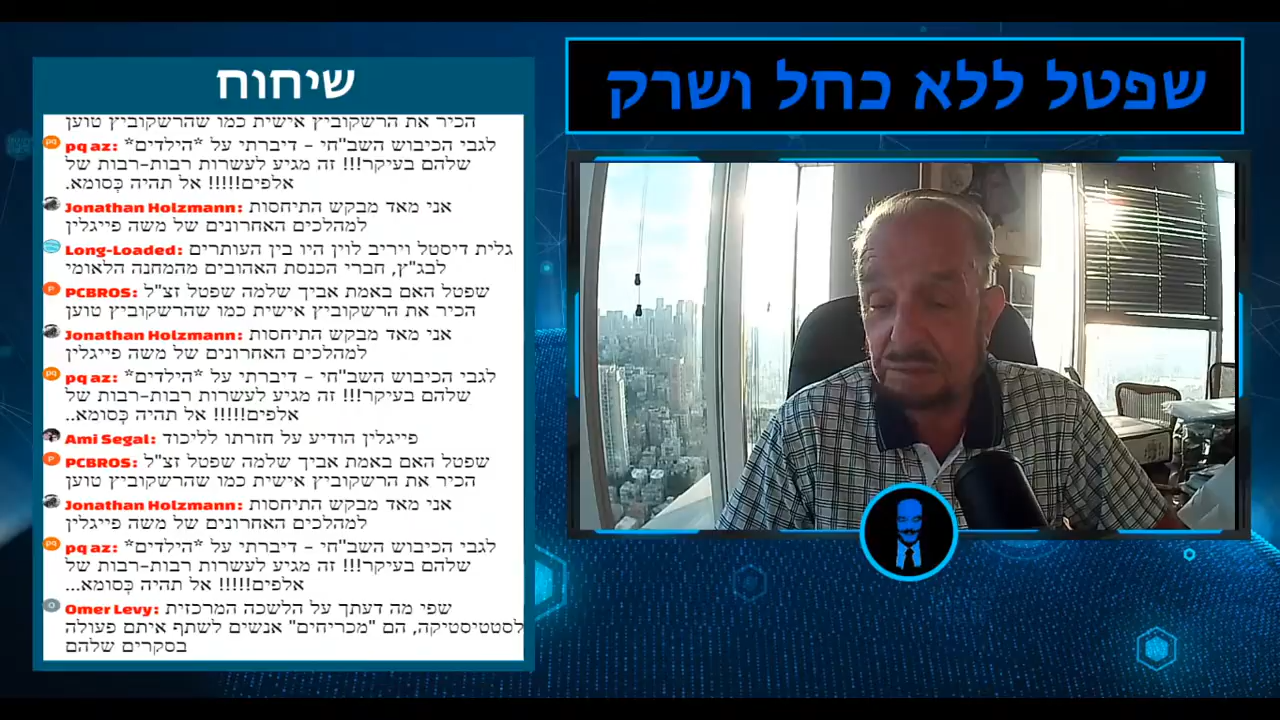 שפטל ללא כחל ושרק
שיחוח
הכיר את הרשקוביץ אישית כמו שהרשקוביץ טוען
pq az: לגבי הכיבוש השב"חי - דיברתי על *הילדים*
שלהם בעיקר!!! זה מגיע לעשרות רבות-רבות של
אלפים!!!!! אל תהיה כְּסומא.
Jonathan Holzmann: אני מאד מבקש התיחסות
למהלכים האחרונים של משה פייגלין
Long-Loaded: גלית דיסטל ויריב לוין היו בין העותרים
לבג"ץ, חברי הכנסת האהובים מהמחנה הלאומי
PCBROS: שפטל האם באמת אביך שלמה שפטל זצ"ל
הכיר את הרשקוביץ אישית כמו שהרשקוביץ טוען
Jonathan Holzmann: אני מאד מבקש התיחסות
למהלכים האחרונים של משה פייגלין
pq az: לגבי הכיבוש השב"חי - דיברתי על *הילדים*
שלהם בעיקר!!! זה מגיע לעשרות רבות-רבות של
אלפים!!!!! אל תהיה כְּסומא..
Ami Segal: פייגלין הודיע על חזרתו לליכוד
PCBROS: שפטל האם באמת אביך שלמה שפטל זצ"ל
הכיר את הרשקוביץ אישית כמו שהרשקוביץ טוען
Jonathan Holzmann: אני מאד מבקש התיחסות
למהלכים האחרונים של משה פייגלין
pq az: לגבי הכיבוש השב"חי - דיברתי על *הילדים*
שלהם בעיקר!!! זה מגיע לעשרות רבות-רבות של
אלפים!!!!! אל תהיה כְּסומא...
Omer Levy: שפי מה דעתך על הלשכה המרכזית
לסטטיסטיקה, הם "מכריחים" אנשים לשתף איתם פעולה
בסקרים שלהם